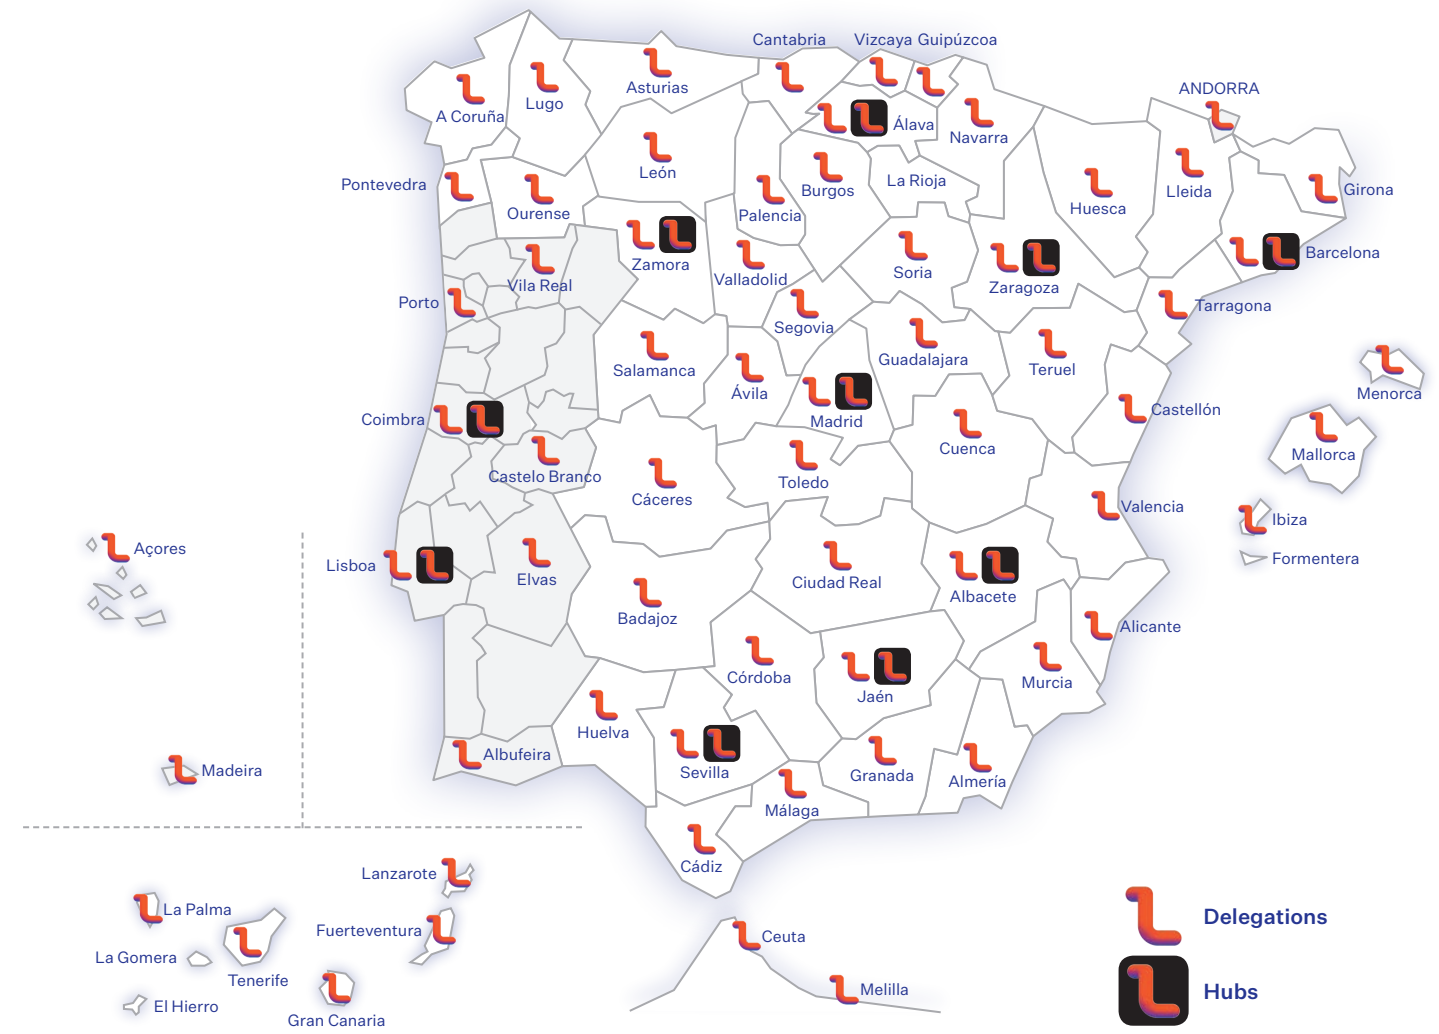 Cantabria
Vizcaya
Guipúzcoa
Asturias
Lugo
A Coruña
ANDORRA
Álava
Navarra
León
Pontevedra
Ourense
Palencia
Burgos
La Rioja
Huesca
Lleida
Girona
Zamora
Vila Real
Valladolid
Soria
Zaragoza
Barcelona
Porto
Segovia
Tarragona
Salamanca
Ávila
Guadalajara
Teruel
Menorca
Coimbra
Madrid
Castellón
Castelo Branco
Cáceres
Toledo
Cuenca
Mallorca
Valencia
Ibiza
Açores
Formentera
Lisboa
Elvas
Badajoz
Ciudad Real
Albacete
Alicante
Córdoba
Jaén
Murcia
Huelva
Albufeira
Sevilla
Granada
Almería
Madeira
Málaga
Cádiz
Lanzarote
La Palma
Fuerteventura
La Gomera
Tenerife
El Hierro
Gran Canaria
Ceuta
Melilla
Delegations
Hubs